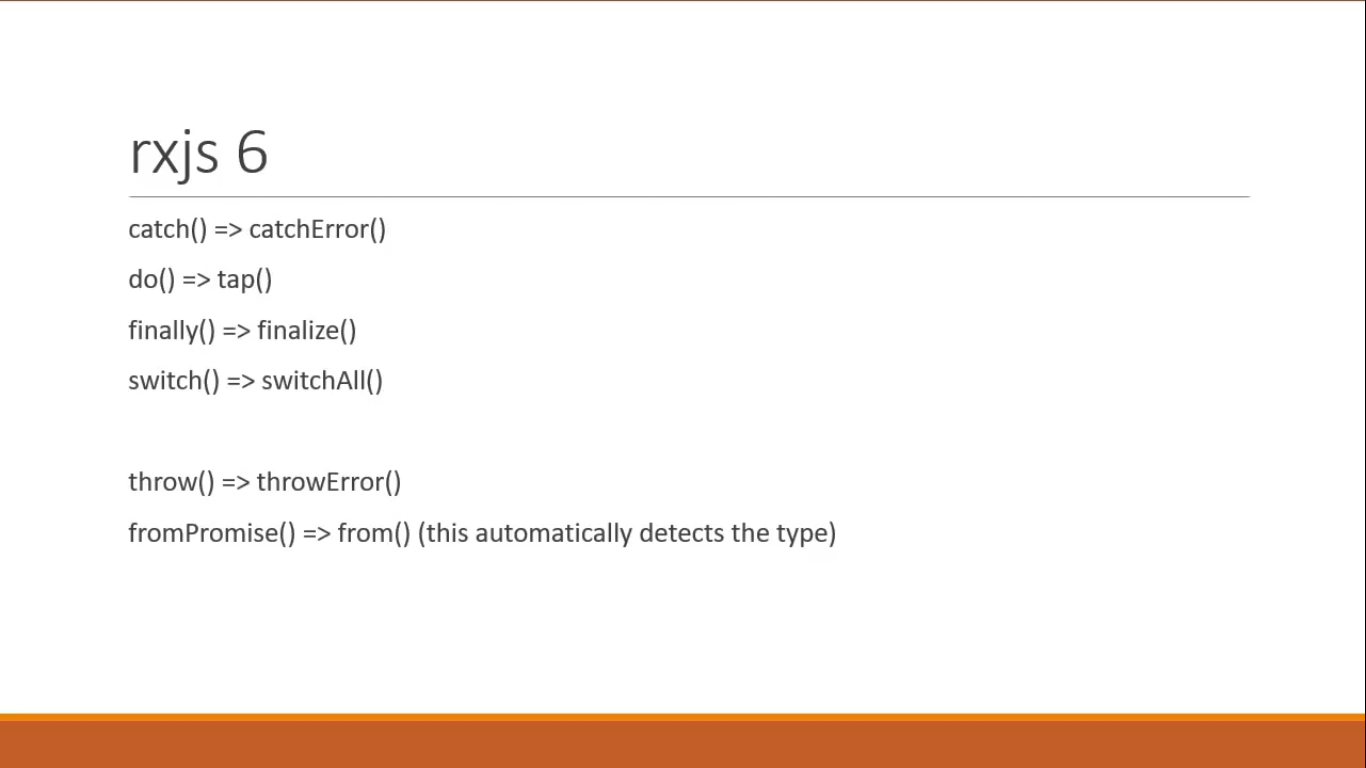 rxjs 6
catch() => catchError()
do() => tap()
finally() => finalize()
switch() => switchAll()
throw() => throwError()
fromPromise() => from() (this automatically detects the type)